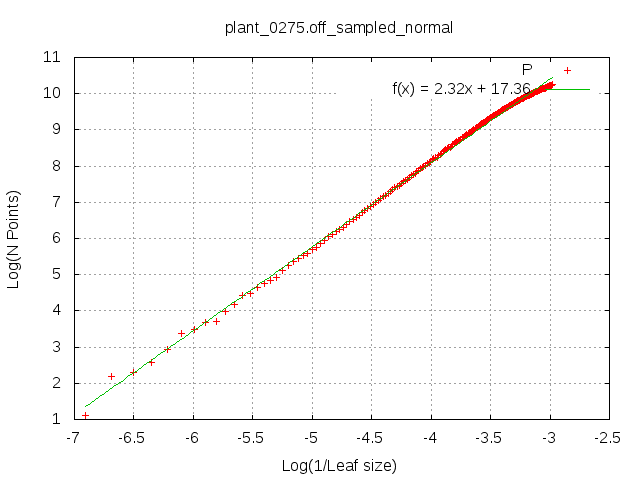 plant_0275.off_sampled_normal
11
10
9
8
7
6
5
4
3
2
1
Log(N Points)
P
f(x) = 2.32x + 17.36
-7 -6.5 -6 -5.5 -5 -4.5 -4 -3.5 -3 -2.5
Log(1/Leaf size)